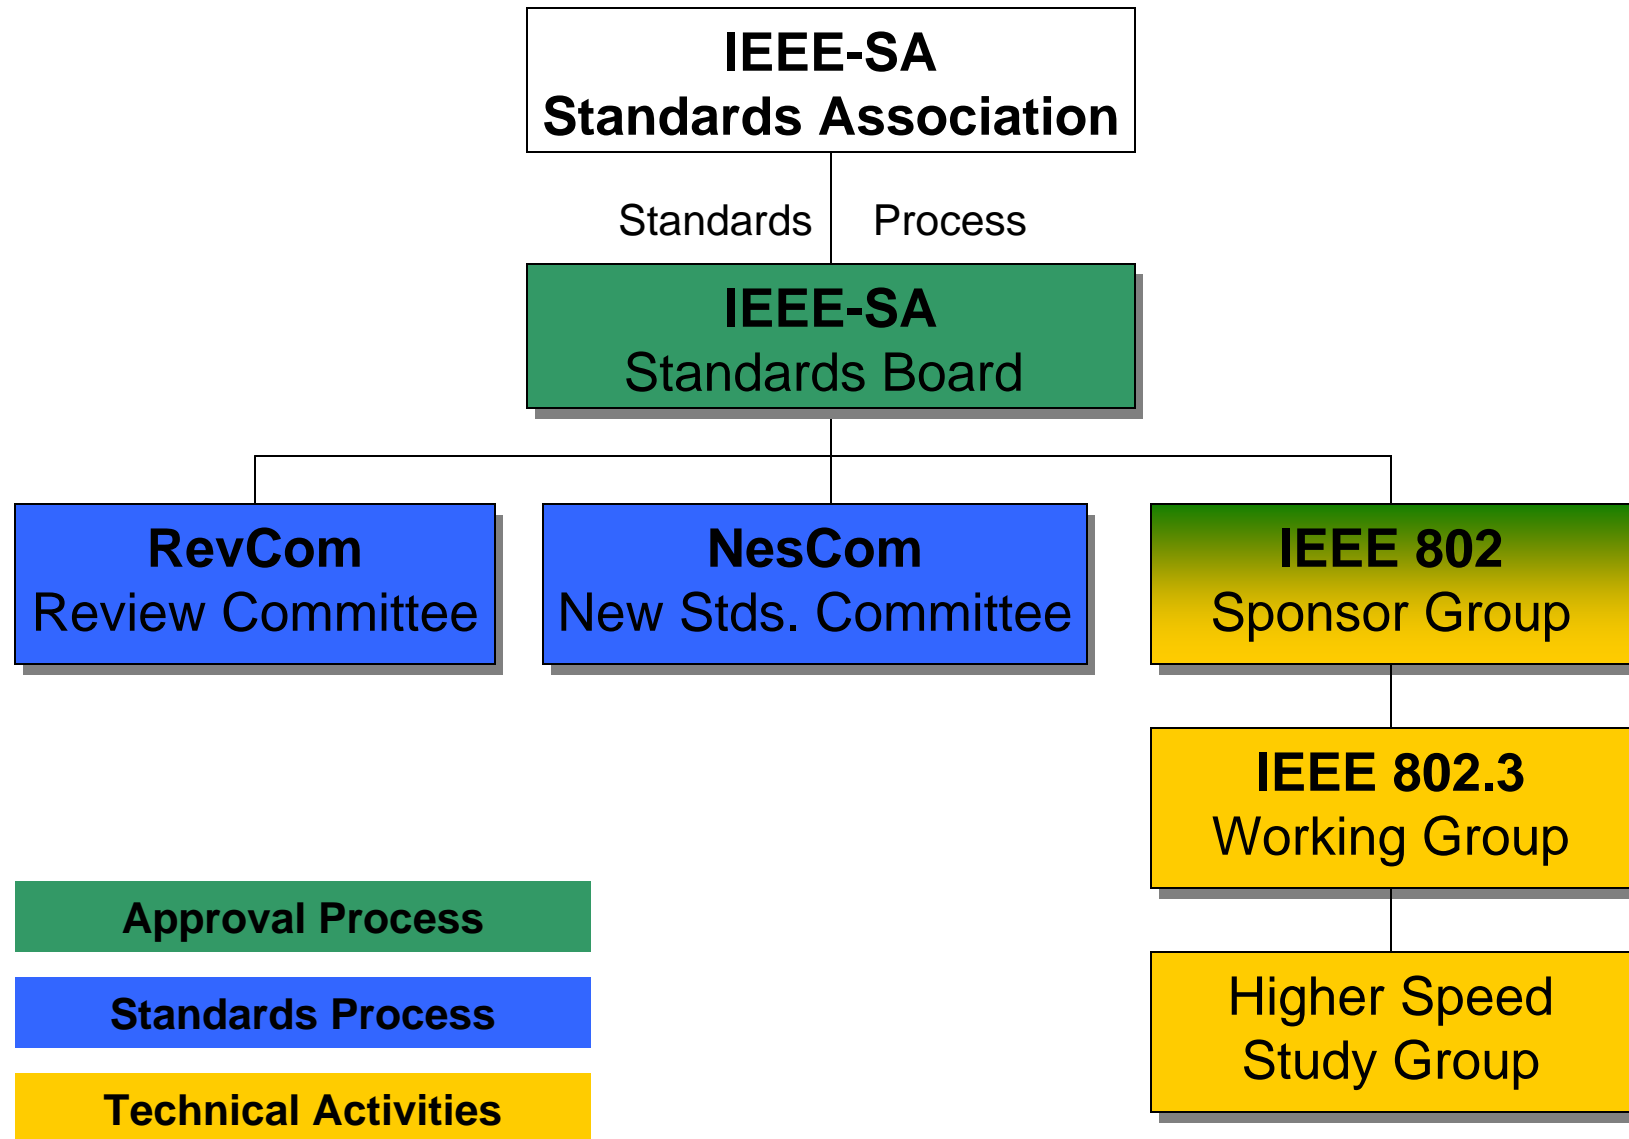 IEEE-SA
Standards Association
Standards Process
IEEE-SA
Standards Board
RevCom
Review Committee
NesCom
New Stds. Committee
IEEE 802
Sponsor Group
IEEE 802.3
Working Group
Higher Speed
Study Group
Approval Process
Standards Process
Technical Activities